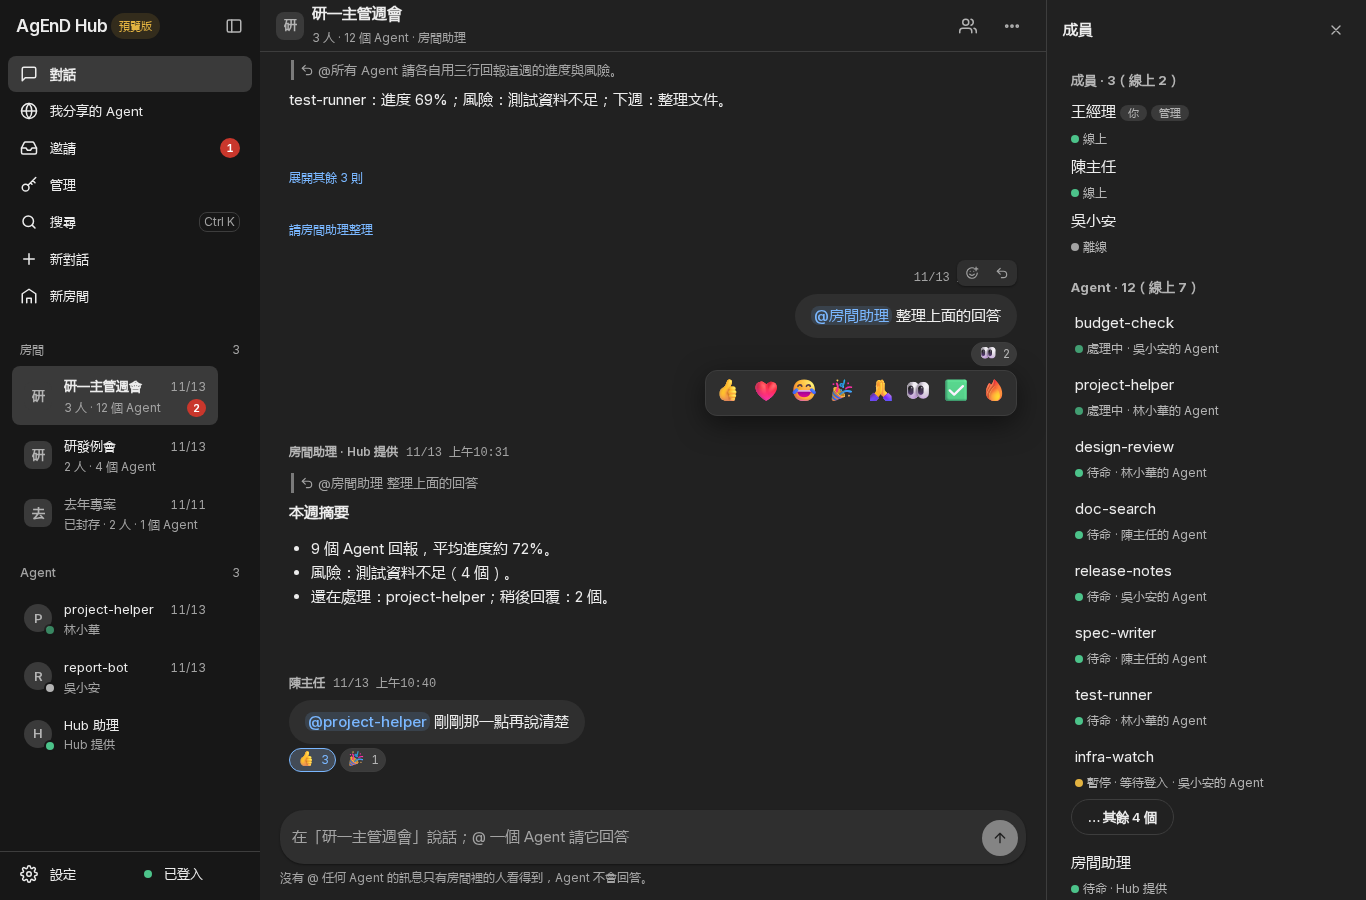 AgEnD Hub 預覽版
對話
我分享的 Agent
邀請 1
管理
搜尋 Ctrl K
新對話
新房間
房間 3
研 研一主管週會 11/13
3 人 · 12 個 Agent 2
研 研發例會 11/13
2 人 · 4 個 Agent
去 去年專案 11/11
已封存 · 2 人 · 1 個 Agent
Agent 3
P project-helper 11/13
林小華
R report-bot 11/13
吳小安
H Hub 助理
Hub 提供
設定 已登入
研 研一主管週會
3 人 · 12 個 Agent · 房間助理
@所有 Agent 請各自用三行回報這週的進度與風險。
test-runner：進度 69%；風險：測試資料不足；下週：整理文件。
展開其餘 3 則
請房間助理整理
11/13
@房間助理 整理上面的回答
👀 2
👍 ❤️ 😂 🎉 🙏 👀 ✅ 🔥
房間助理 · Hub 提供 11/13 上午10:31
@房間助理 整理上面的回答
本週摘要
• 9 個 Agent 回報，平均進度約 72%。
• 風險：測試資料不足（4 個）。
• 還在處理：project-helper；稍後回覆：2 個。
陳主任 11/13 上午10:40
@project-helper 剛剛那一點再說清楚
👍 3 🎉 1
在「研一主管週會」說話；@ 一個 Agent 請它回答
沒有 @ 任何 Agent 的訊息只有房間裡的人看得到，Agent 不會回答。
成員
成員 · 3（線上 2）
王經理 你 管理
線上
陳主任
線上
吳小安
離線
Agent · 12（線上 7）
budget-check
處理中 · 吳小安的 Agent
project-helper
處理中 · 林小華的 Agent
design-review
待命 · 林小華的 Agent
doc-search
待命 · 陳主任的 Agent
release-notes
待命 · 吳小安的 Agent
spec-writer
待命 · 陳主任的 Agent
test-runner
待命 · 林小華的 Agent
infra-watch
暫停 · 等待登入 · 吳小安的 Agent
…其餘 4 個
房間助理
待命 · Hub 提供